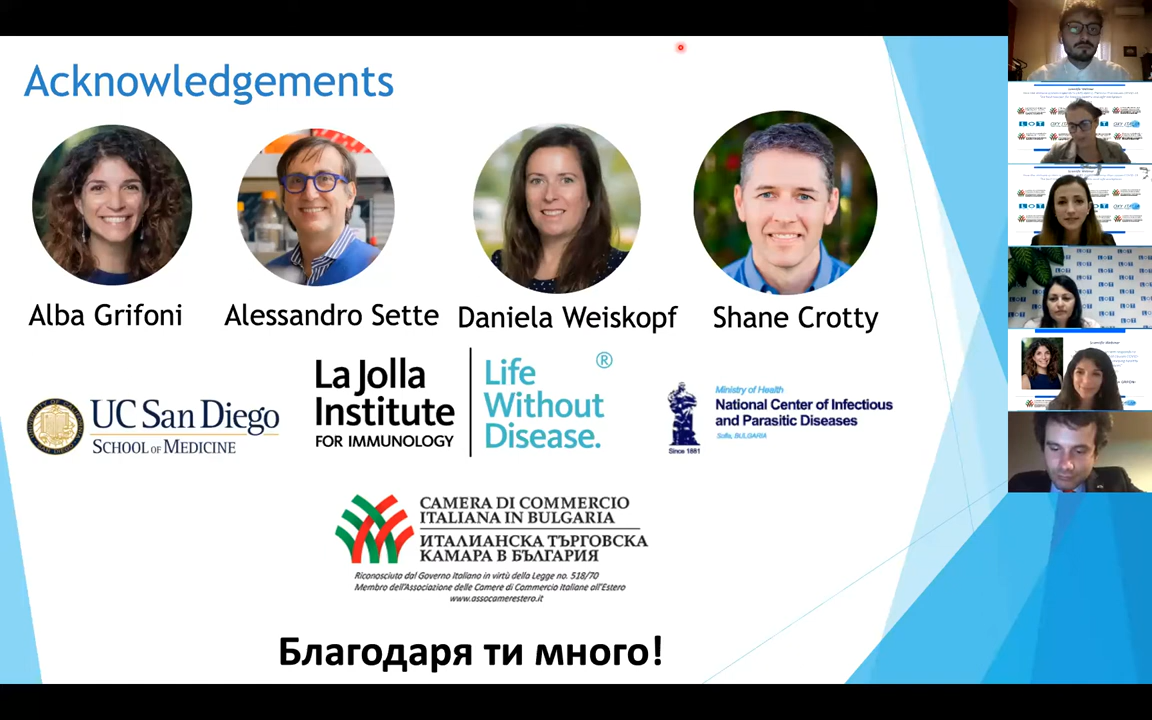 Acknowledgements
Alba Grifoni
Alessandro Sette
Daniela Weiskopf
Shane Crotty
UC San Diego
SCHOOL OF MEDICINE
La Jolla
Institute
FOR IMMUNOLOGY
Life
Without
Disease.
®
Ministry of Health
National Center of Infectious
and Parasitic Diseases
Sofia, BULGARIA
Since 1881
CAMERA DI COMMERCIO
ITALIANA IN BULGARIA
ИТАЛИАНСКА ТЪРГОВСКА
КАМАРА В БЪЛГАРИЯ
Riconosciuta dal Governo Italiano in virtù della Legge no. 518/70
Membro dell'Associazione delle Camere di Commercio Italiane all'Estero
www.assocamerestero.it
Благодаря ти много!
LOT